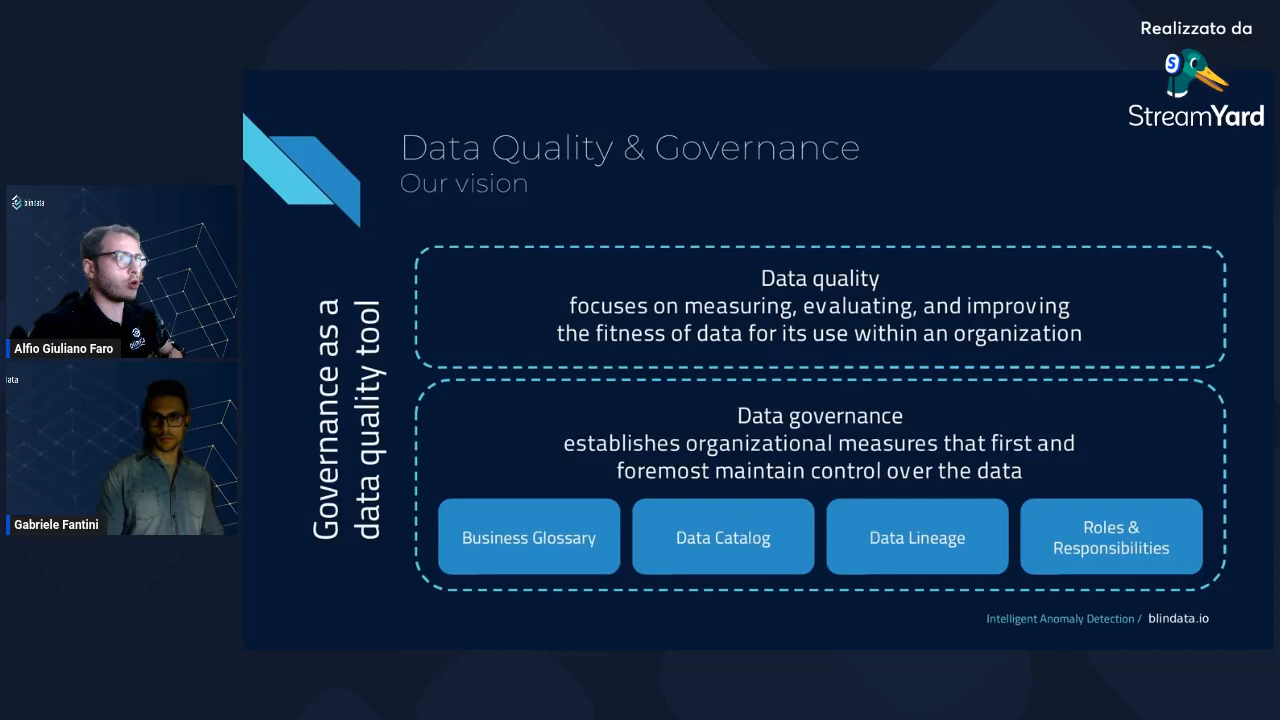 Realizzato da
S
StreamYard
Data Quality & Governance
Our vision
blindata
Alfio Giuliano Faro
data
Gabriele Fantini
Governance as a
data quality tool
Data quality
focuses on measuring, evaluating, and improving
the fitness of data for its use within an organization
Data governance
establishes organizational measures that first and
foremost maintain control over the data
Business Glossary
Data Catalog
Data Lineage
Roles &
Responsibilities
Intelligent Anomaly Detection / blindata.io